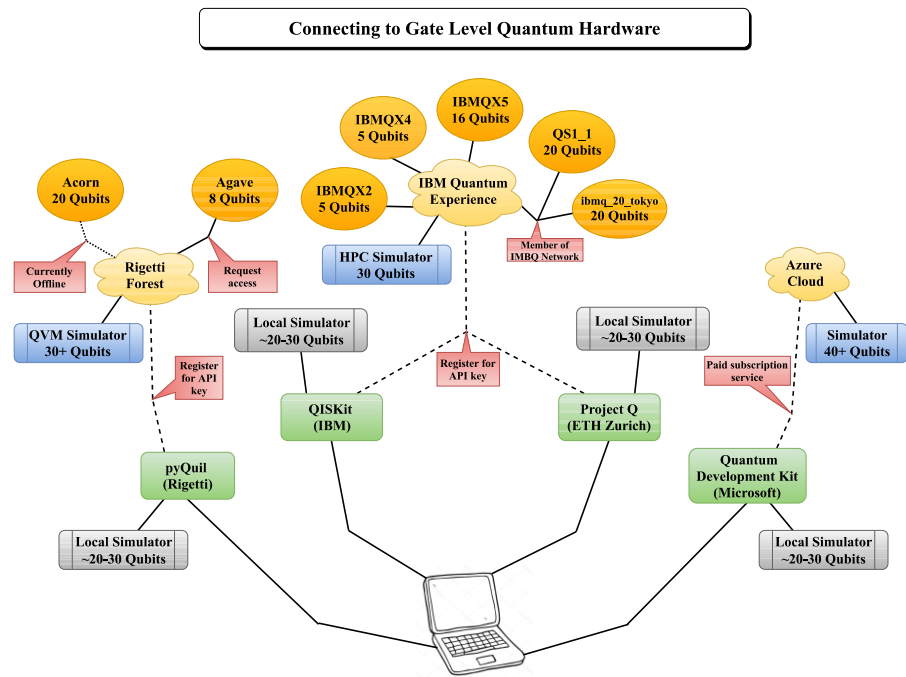 Connecting to Gate Level Quantum Hardware
IBMQX4
5 Qubits
IBMQX5
16 Qubits
QS1_1
20 Qubits
Acorn
20 Qubits
Agave
8 Qubits
IBMQX2
5 Qubits
IBM Quantum
Experience
ibmq_20_tokyo
20 Qubits
Currently
Offline
Rigetti
Forest
Request
access
HPC Simulator
30 Qubits
Member of
IMBQ Network
Azure
Cloud
QVM Simulator
30+ Qubits
Local Simulator
~20-30 Qubits
Local Simulator
~20-30 Qubits
Simulator
40+ Qubits
Register
for API
key
Register for
API key
Paid subscription
service
QISKit
(IBM)
Project Q
(ETH Zurich)
pyQuil
(Rigetti)
Quantum
Development Kit
(Microsoft)
Local Simulator
~20-30 Qubits
Local Simulator
~20-30 Qubits